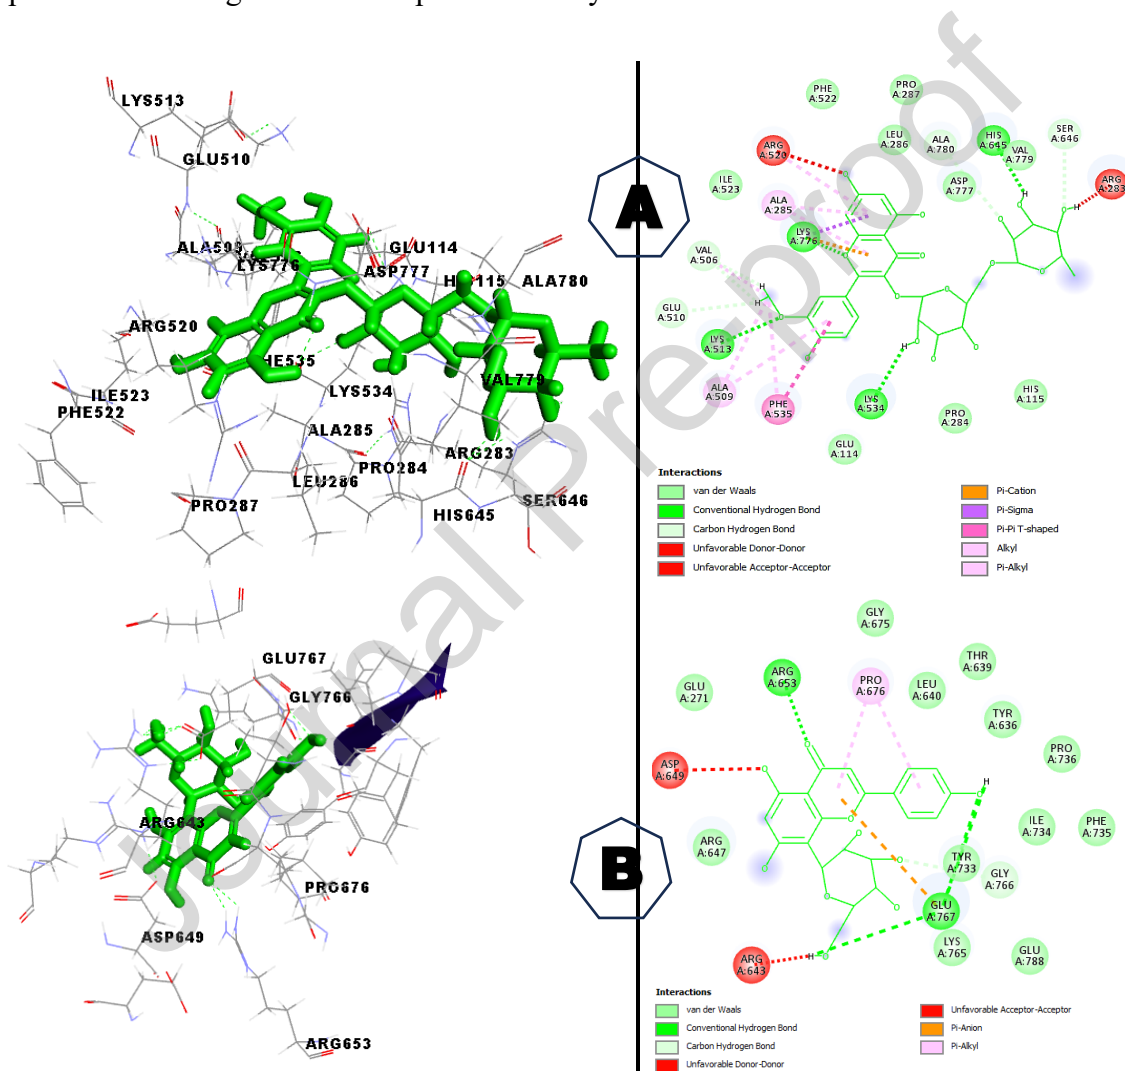 LYS513
GLU510
ALA509
LYS776
GLU114
ASP777
HIS115
ALA780
ARG520
PHE535
ILE523
PHE522
LYS534
VAL779
ALA285
ARG283
PRO284
LEU286
PRO287
SER646
HIS645
A
PHE
A:522
PRO
A:287
ARG
A:520
LEU
A:286
ALA
A:780
HIS
A:645
VAL
A:779
SER
A:646
ILE
A:523
ALA
A:285
ASP
A:777
ARG
A:283
LYS
A:776
VAL
A:506
GLU
A:510
LYS
A:513
ALA
A:509
PHE
A:535
LYS
A:534
PRO
A:284
HIS
A:115
GLU
A:114
Interactions
van der Waals
Conventional Hydrogen Bond
Carbon Hydrogen Bond
Unfavorable Donor-Donor
Unfavorable Acceptor-Acceptor
Pi-Cation
Pi-Sigma
Pi-Pi T-shaped
Alkyl
Pi-Alkyl
GLU767
GLY766
ARG643
PRO676
ASP649
ARG653
B
GLY
A:675
ARG
A:653
PRO
A:676
GLU
A:271
LEU
A:640
THR
A:639
TYR
A:636
PRO
A:736
ASP
A:649
ILE
A:734
PHE
A:735
ARG
A:647
TYR
A:733
GLY
A:766
GLU
A:767
LYS
A:765
GLU
A:788
ARG
A:643
Interactions
van der Waals
Conventional Hydrogen Bond
Carbon Hydrogen Bond
Unfavorable Donor-Donor
Unfavorable Acceptor-Acceptor
Pi-Anion
Pi-Alkyl
Journal Pre-proof